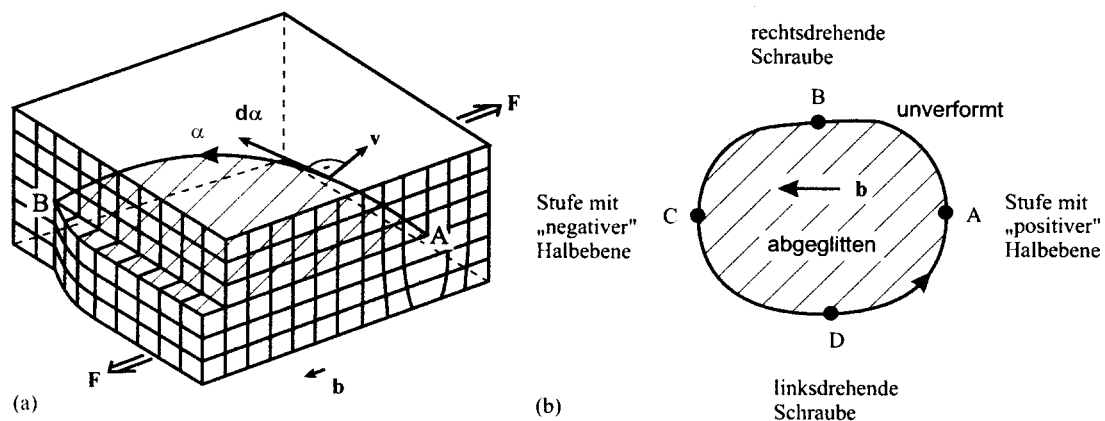 F
dα
α
v
B
A
F
b
(a)
rechtsdrehende
Schraube
B
unverformt
b
Stufe mit
„negativer"
Halbebene
C
A
Stufe mit
„positiver"
Halbebene
abgeglitten
D
linksdrehende
Schraube
(b)